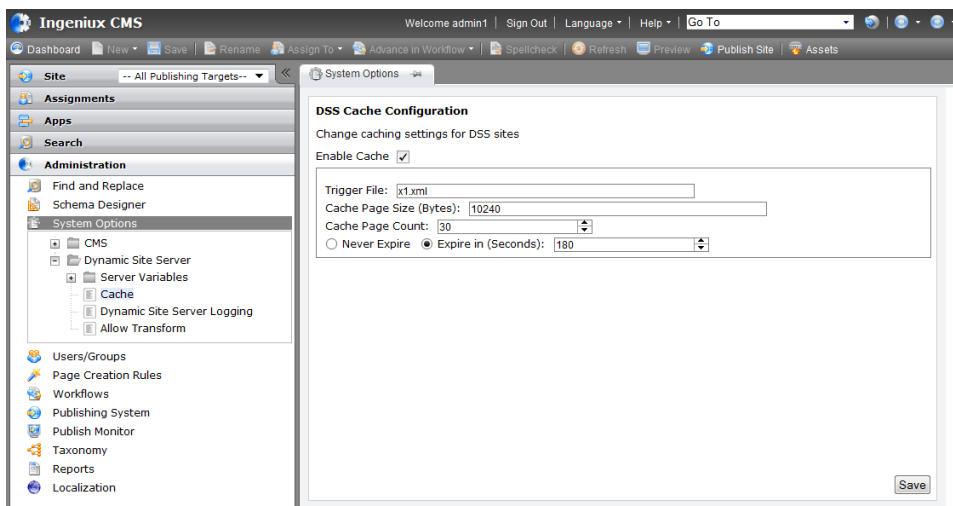 Ingeniux CMS Welcome admin1 | Sign Out | Language | Help | Go To
Dashboard New Save | Rename Assign To Advance in Workflow | Spellcheck | Refresh Preview Publish Site | Assets
Site -- All Publishing Targets--
System Options
Assignments
Apps
Search
Administration
Find and Replace
Schema Designer
System Options
CMS
Dynamic Site Server
Server Variables
Cache
Dynamic Site Server Logging
Allow Transform
Users/Groups
Page Creation Rules
Workflows
Publishing System
Publish Monitor
Taxonomy
Reports
Localization
DSS Cache Configuration
Change caching settings for DSS sites
Enable Cache
Trigger File: x1.xml
Cache Page Size (Bytes): 10240
Cache Page Count: 30
Never Expire Expire in (Seconds): 180
Save